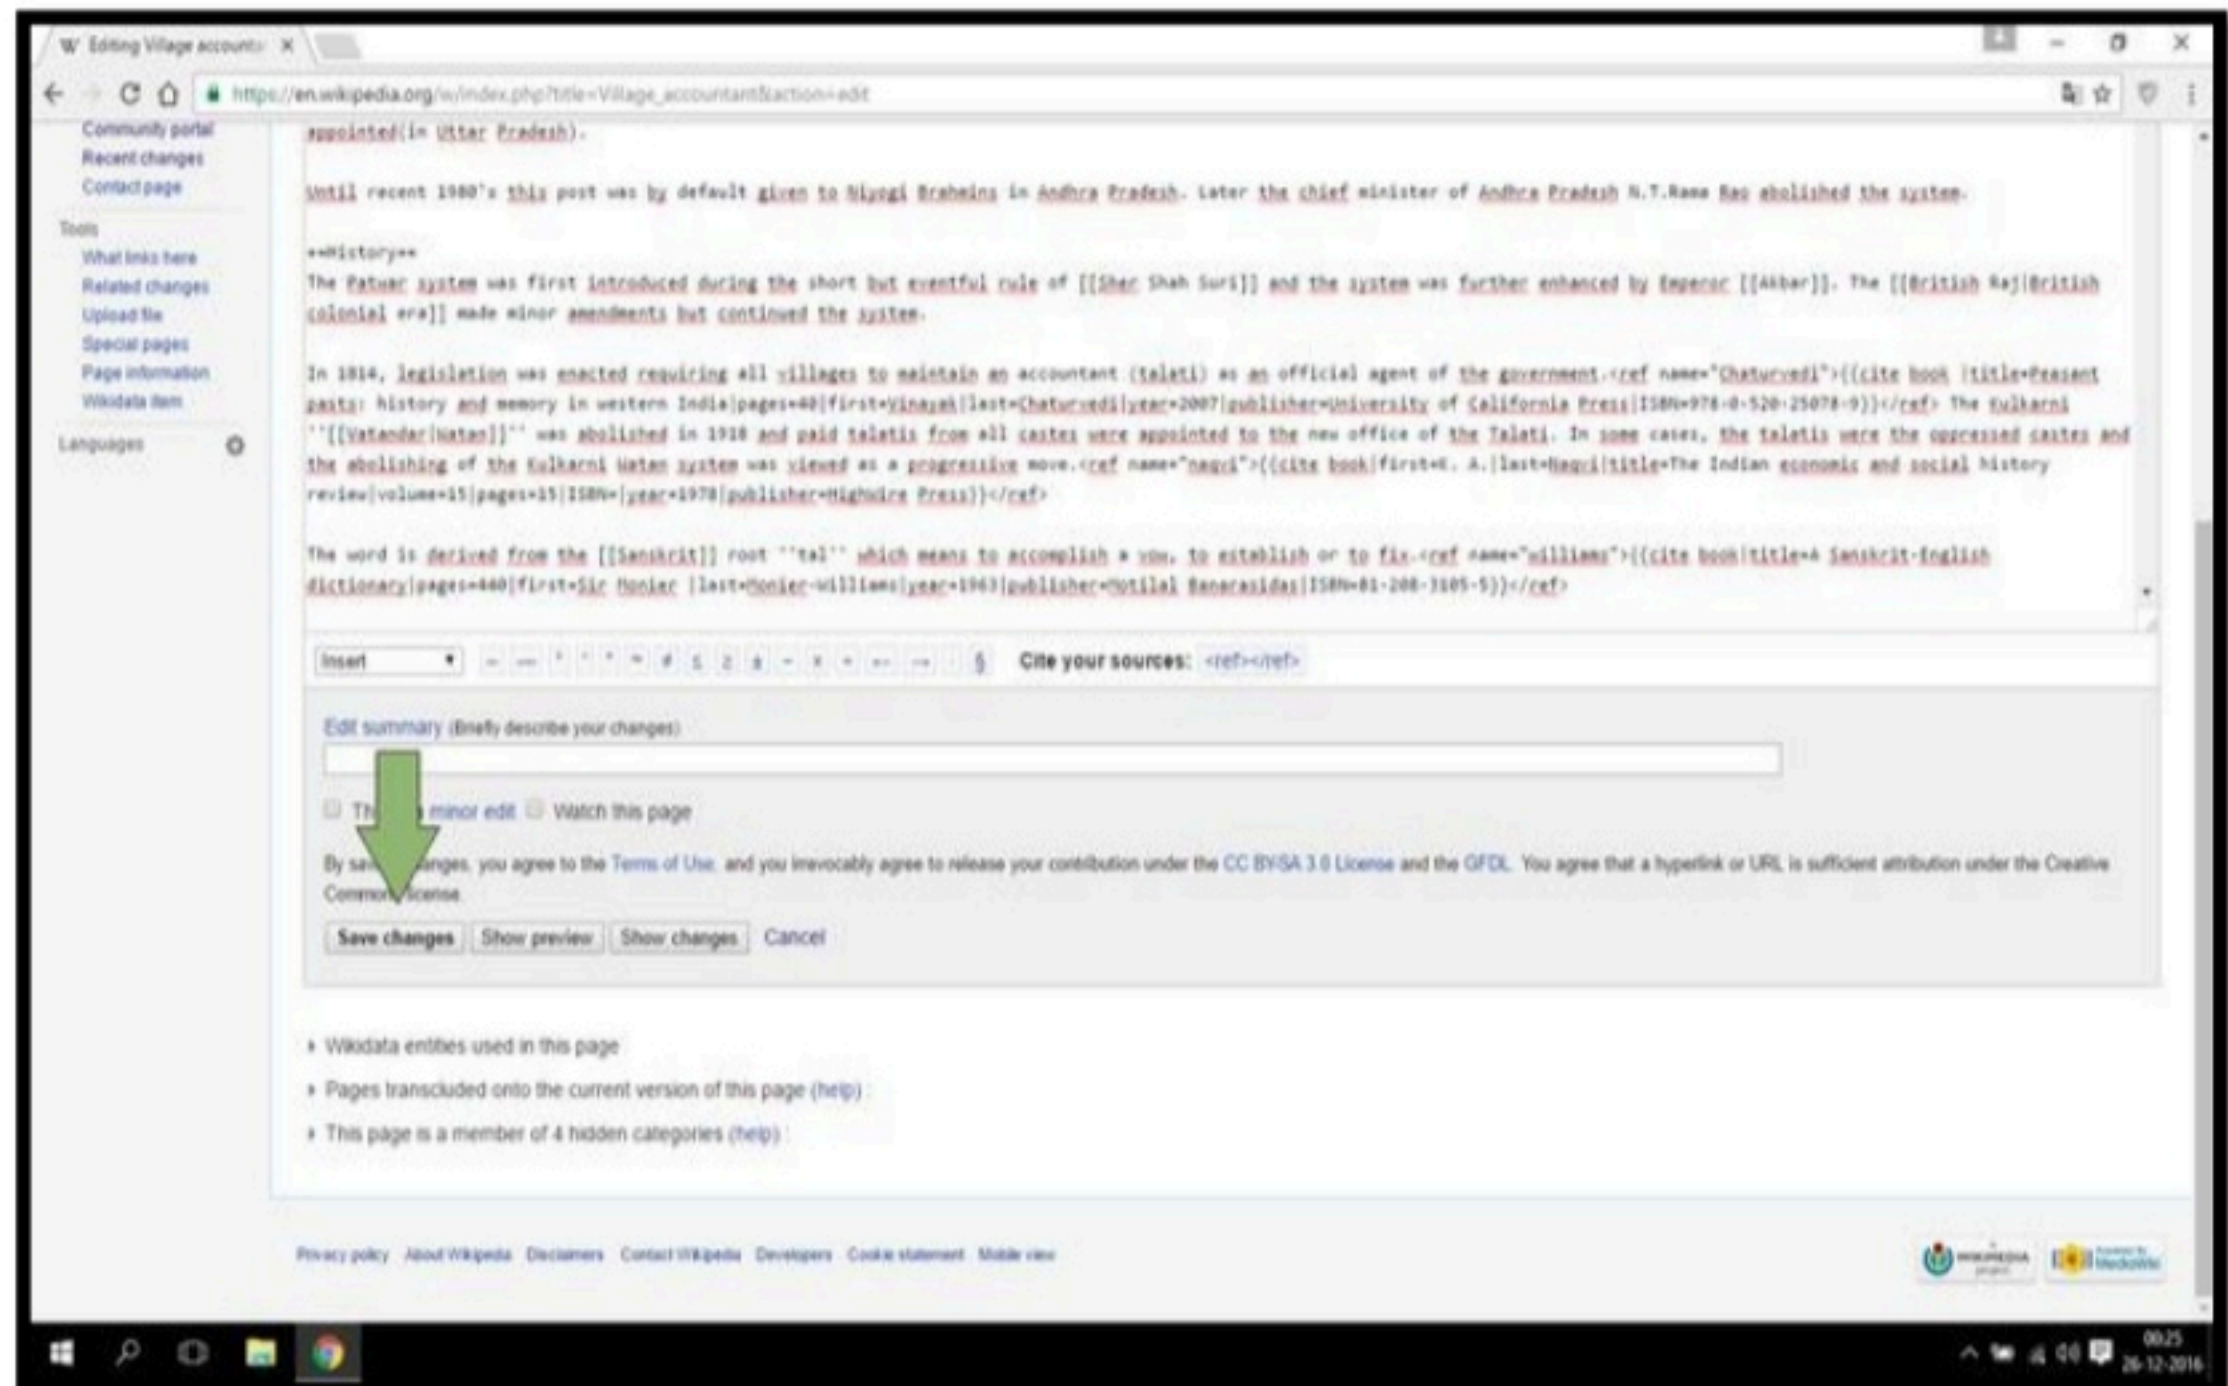 Editing Village accounta
https://en.wikipedia.org/w/index.php?title=Village_accountant&action=edit
Community portal
Recent changes
Contact page
Tools
What links here
Related changes
Upload file
Special pages
Page information
Wikidata item
Languages
appointed(in Uttar Pradesh).
Until recent 1980's this post was by default given to Niyogi Brahmins in Andhra Pradesh. Later the chief minister of Andhra Pradesh N.T.Rama Rao abolished the system.
==History==
The Patwar system was first introduced during the short but eventful rule of [[Sher Shah Suri]] and the system was further enhanced by Emperor [[Akbar]]. The [[British Raj|British
colonial era]] made minor amendments but continued the system.
In 1814, legislation was enacted requiring all villages to maintain an accountant (talati) as an official agent of the government.<ref name="Chaturvedi">{{cite book |title=Peasant
pasts: history and memory in western India|pages=40|first=Vinayak|last=Chaturvedi|year=2007|publisher=University of California Press|ISBN=978-0-520-25078-9}}</ref> The Kulkarni
''[[Vatandar|Watan]]'' was abolished in 1918 and paid talatis from all castes were appointed to the new office of the Talati. In some cases, the talatis were the oppressed castes and
the abolishing of the Kulkarni Watan system was viewed as a progressive move.<ref name="naqvi">{{cite book|first= A.|last=Naqvi|title=The Indian economic and social history
review|volume=15|pages=15|ISBN=|year=1978|publisher=HighWire Press}}</ref>
The word is derived from the [[Sanskrit]] root ''tal'' which means to accomplish a vow, to establish or to fix.<ref name="williams">{{cite book|title=A Sanskrit-English
dictionary|pages=440|first=Sir Monier |last=Monier-Williams|year=1963|publisher=Motilal Banarasidas|ISBN=81-208-3105-5}}</ref>
Insert
§ Cite your sources: <ref></ref>
Edit summary (Briefly describe your changes)
minor edit Watch this page
By sa anges, you agree to the Terms of Use, and you irrevocably agree to release your contribution under the CC BY-SA 3.0 License and the GFDL. You agree that a hyperlink or URL is sufficient attribution under the Creative
Common license.
Save changes Show preview Show changes Cancel
Wikidata entities used in this page
Pages transcluded onto the current version of this page (help) :
This page is a member of 4 hidden categories (help) :
Privacy policy About Wikipedia Disclaimers Contact Wikipedia Developers Cookie statement Mobile view
WIKIMEDIA
project
Powered By
MediaWiki
00:25
26-12-2016